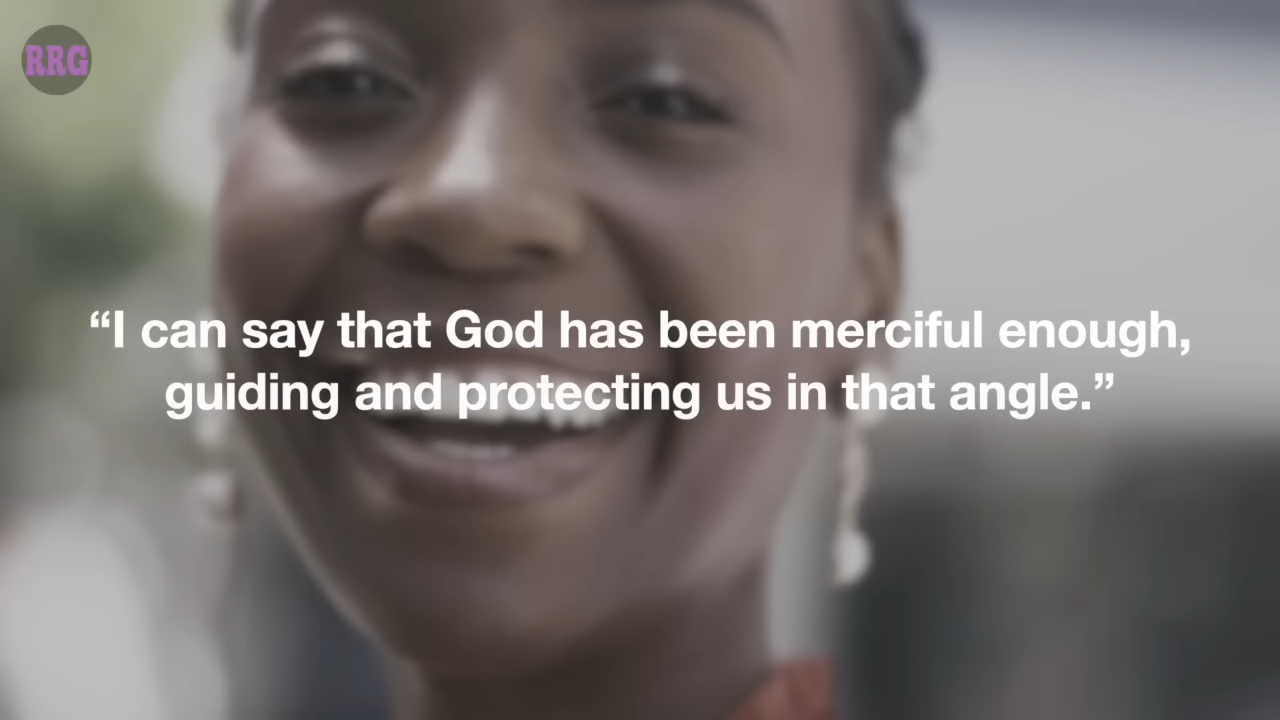 RRG
“I can say that God has been merciful enough,
guiding and protecting us in that angle.”